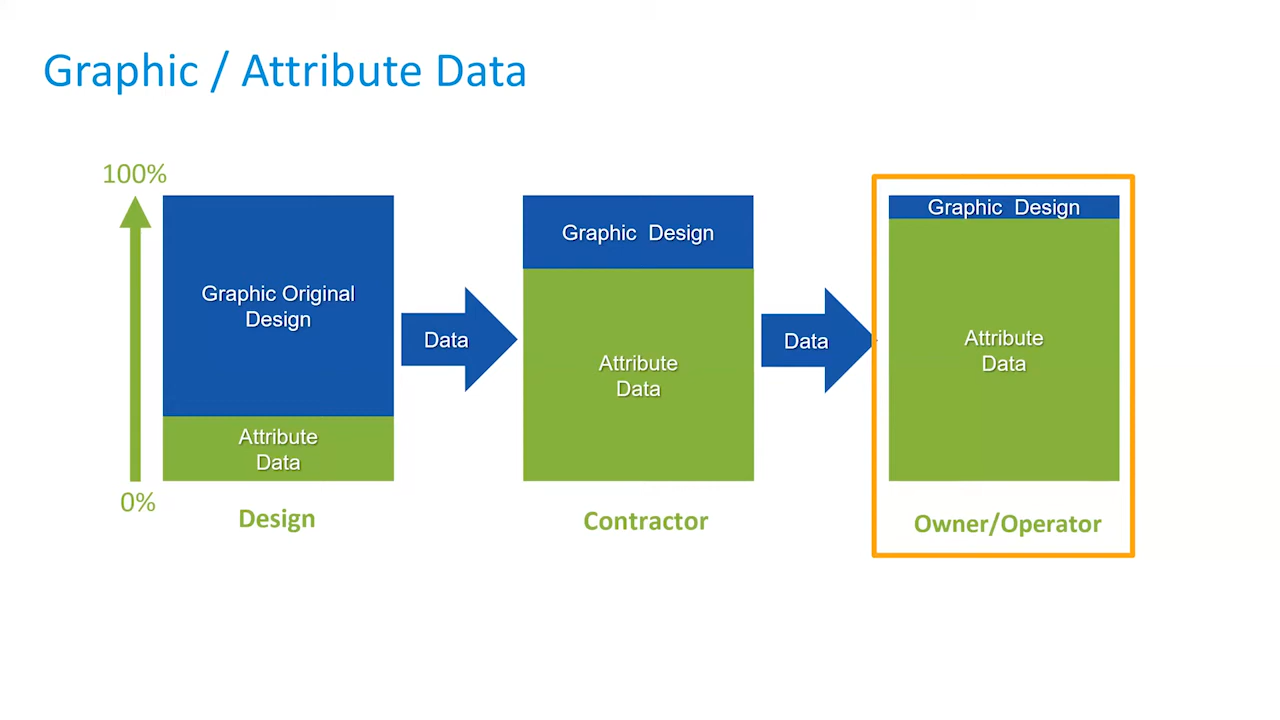 Graphic / Attribute Data
100%
0%
Graphic Original
Design
Attribute
Data
Design
Data
Graphic Design
Attribute
Data
Contractor
Data
Graphic Design
Attribute
Data
Owner/Operator